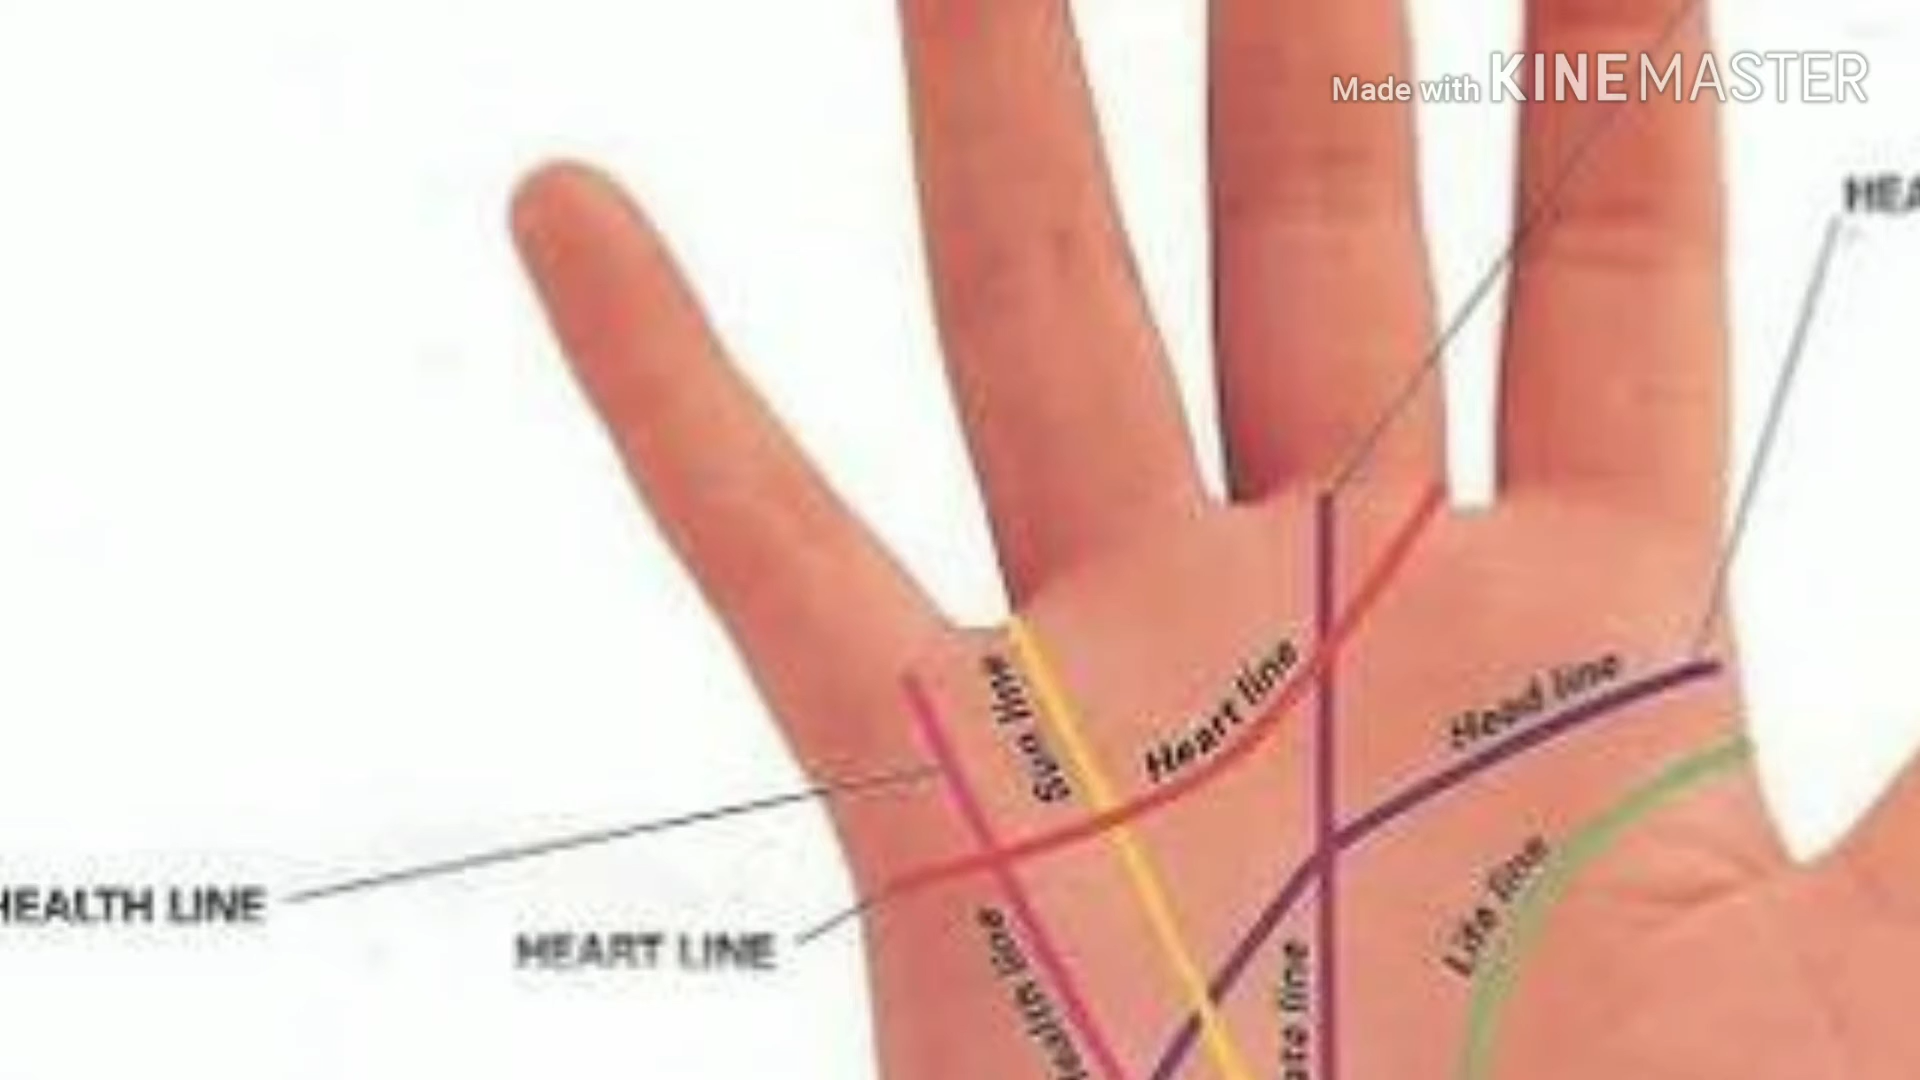 Made with KINEMASTER
HEA
Sun line
Heart line
Head line
Life line
HEALTH LINE
HEART LINE
Health line
ate line